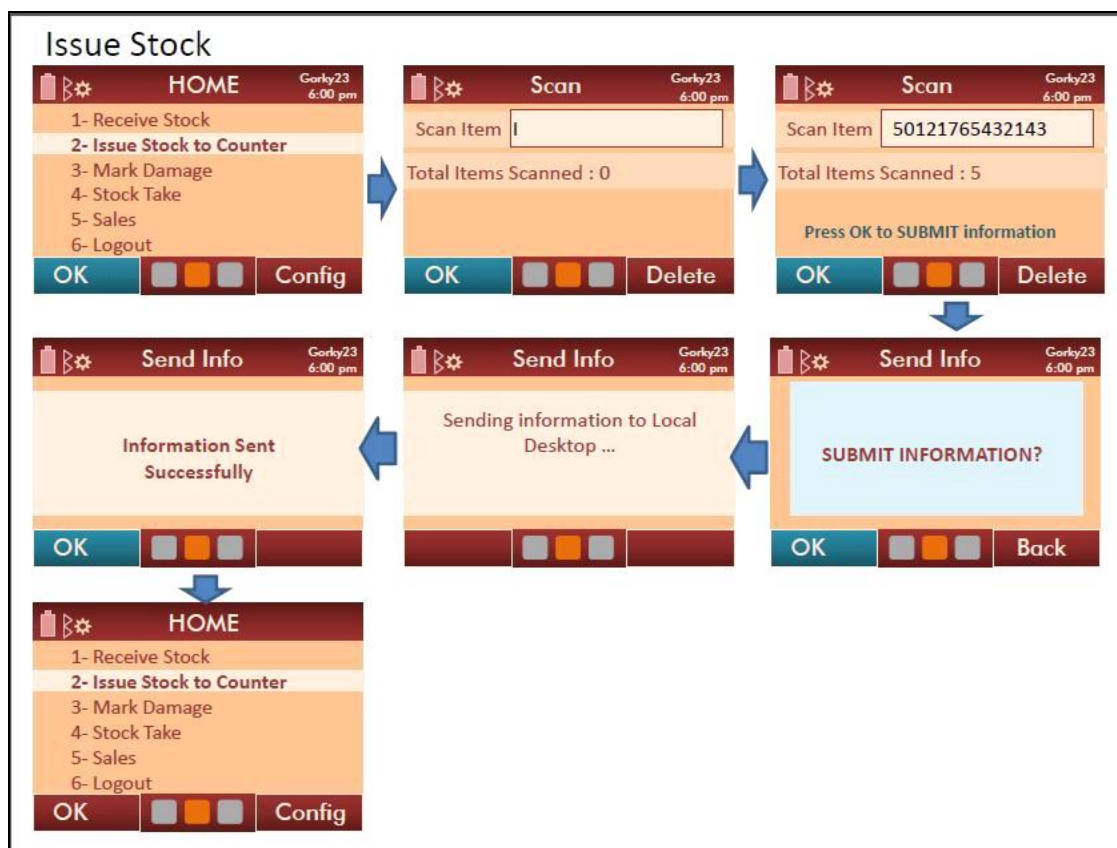 Issue Stock
HOME
Gorky23
6:00 pm
1- Receive Stock
2- Issue Stock to Counter
3- Mark Damage
4- Stock Take
5- Sales
6- Logout
OK
Config
Scan
Gorky23
6:00 pm
Scan Item
Total Items Scanned : 0
OK
Delete
Scan
Gorky23
6:00 pm
Scan Item 50121765432143
Total Items Scanned : 5
Press OK to SUBMIT information
OK
Delete
Send Info
Gorky23
6:00 pm
SUBMIT INFORMATION?
OK
Back
Send Info
Gorky23
6:00 pm
Sending information to Local
Desktop ...
Send Info
Gorky23
6:00 pm
Information Sent
Successfully
OK
HOME
1- Receive Stock
2- Issue Stock to Counter
3- Mark Damage
4- Stock Take
5- Sales
6- Logout
OK
Config